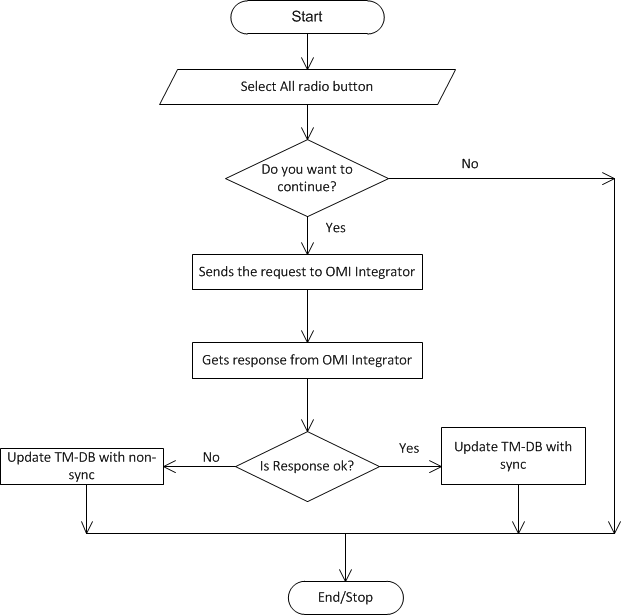 Start
Select All radio button
Do you want to
continue?
No
Yes
Sends the request to OMI Integrator
Gets response from OMI Integrator
Is Response ok?
No
Yes
Update TM-DB with non-
sync
Update TM-DB with
sync
End/Stop